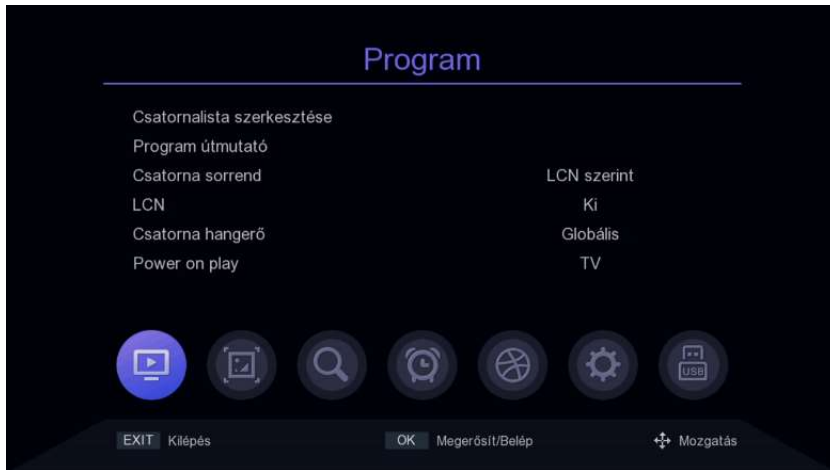 Program
Csatornalista szerkesztése
Program útmutató
Csatorna sorrend LCN szerint
LCN Ki
Csatorna hangerő Globális
Power on play TV
USB
EXIT Kilépés OK Megerősít/Belép Mozgatás